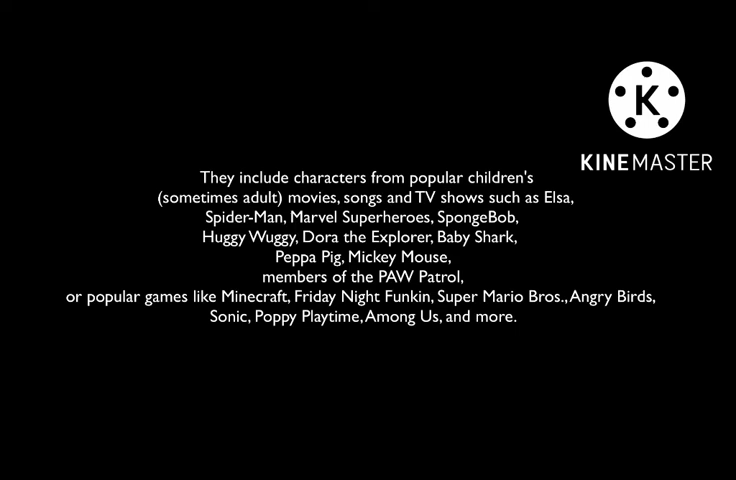 K
KINEMASTER
They include characters from popular children's
(sometimes adult) movies, songs and TV shows such as Elsa,
Spider-Man, Marvel Superheroes, SpongeBob,
Huggy Wuggy, Dora the Explorer, Baby Shark,
Peppa Pig, Mickey Mouse,
members of the PAW Patrol,
or popular games like Minecraft, Friday Night Funkin, Super Mario Bros., Angry Birds,
Sonic, Poppy Playtime, Among Us, and more.